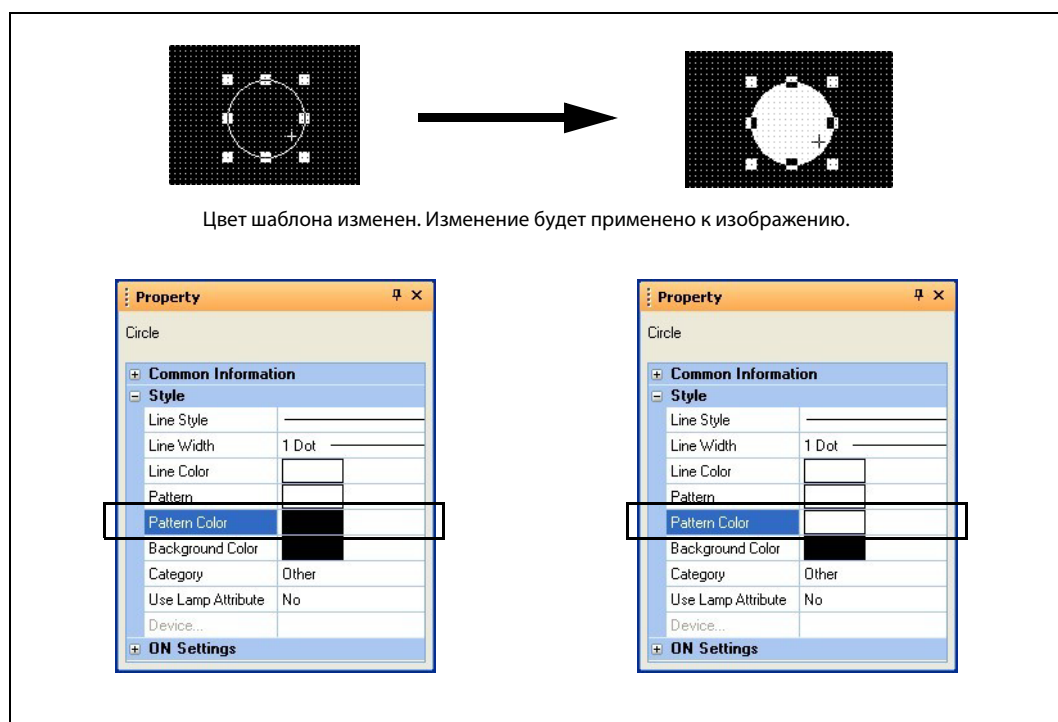 Цвет шаблона изменен. Изменение будет применено к изображению.
Property
Circle
Common Information
Style
Line Style
Line Width 1 Dot
Line Color
Pattern
Pattern Color
Background Color
Category Other
Use Lamp Attribute No
Device...
ON Settings
Property
Circle
Common Information
Style
Line Style
Line Width 1 Dot
Line Color
Pattern
Pattern Color
Background Color
Category Other
Use Lamp Attribute No
Device...
ON Settings